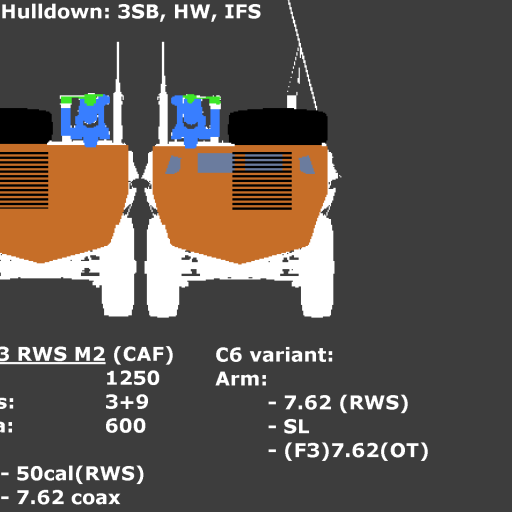 Hulldown: 3SB, HW, IFS
3 RWS M2 (CAF)
1250
s: 3+9
a: 600
- 50cal(RWS)
- 7.62 coax
C6 variant:
Arm:
- 7.62 (RWS)
- SL
- (F3)7.62(OT)